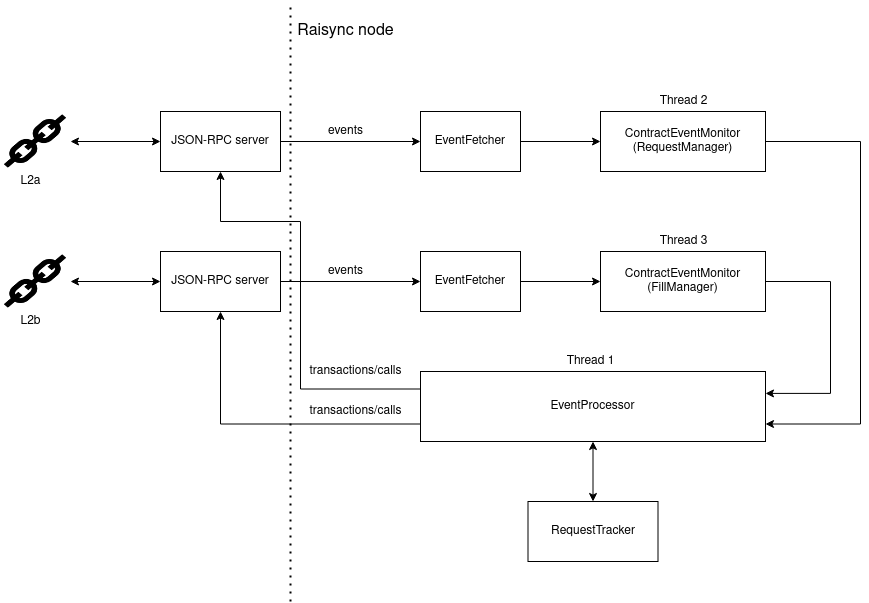 Raisync node
Thread 2
JSON-RPC server
events
EventFetcher
ContractEventMonitor
(RequestManager)
L2a
Thread 3
JSON-RPC server
events
EventFetcher
ContractEventMonitor
(FillManager)
L2b
Thread 1
transactions/calls
EventProcessor
transactions/calls
RequestTracker